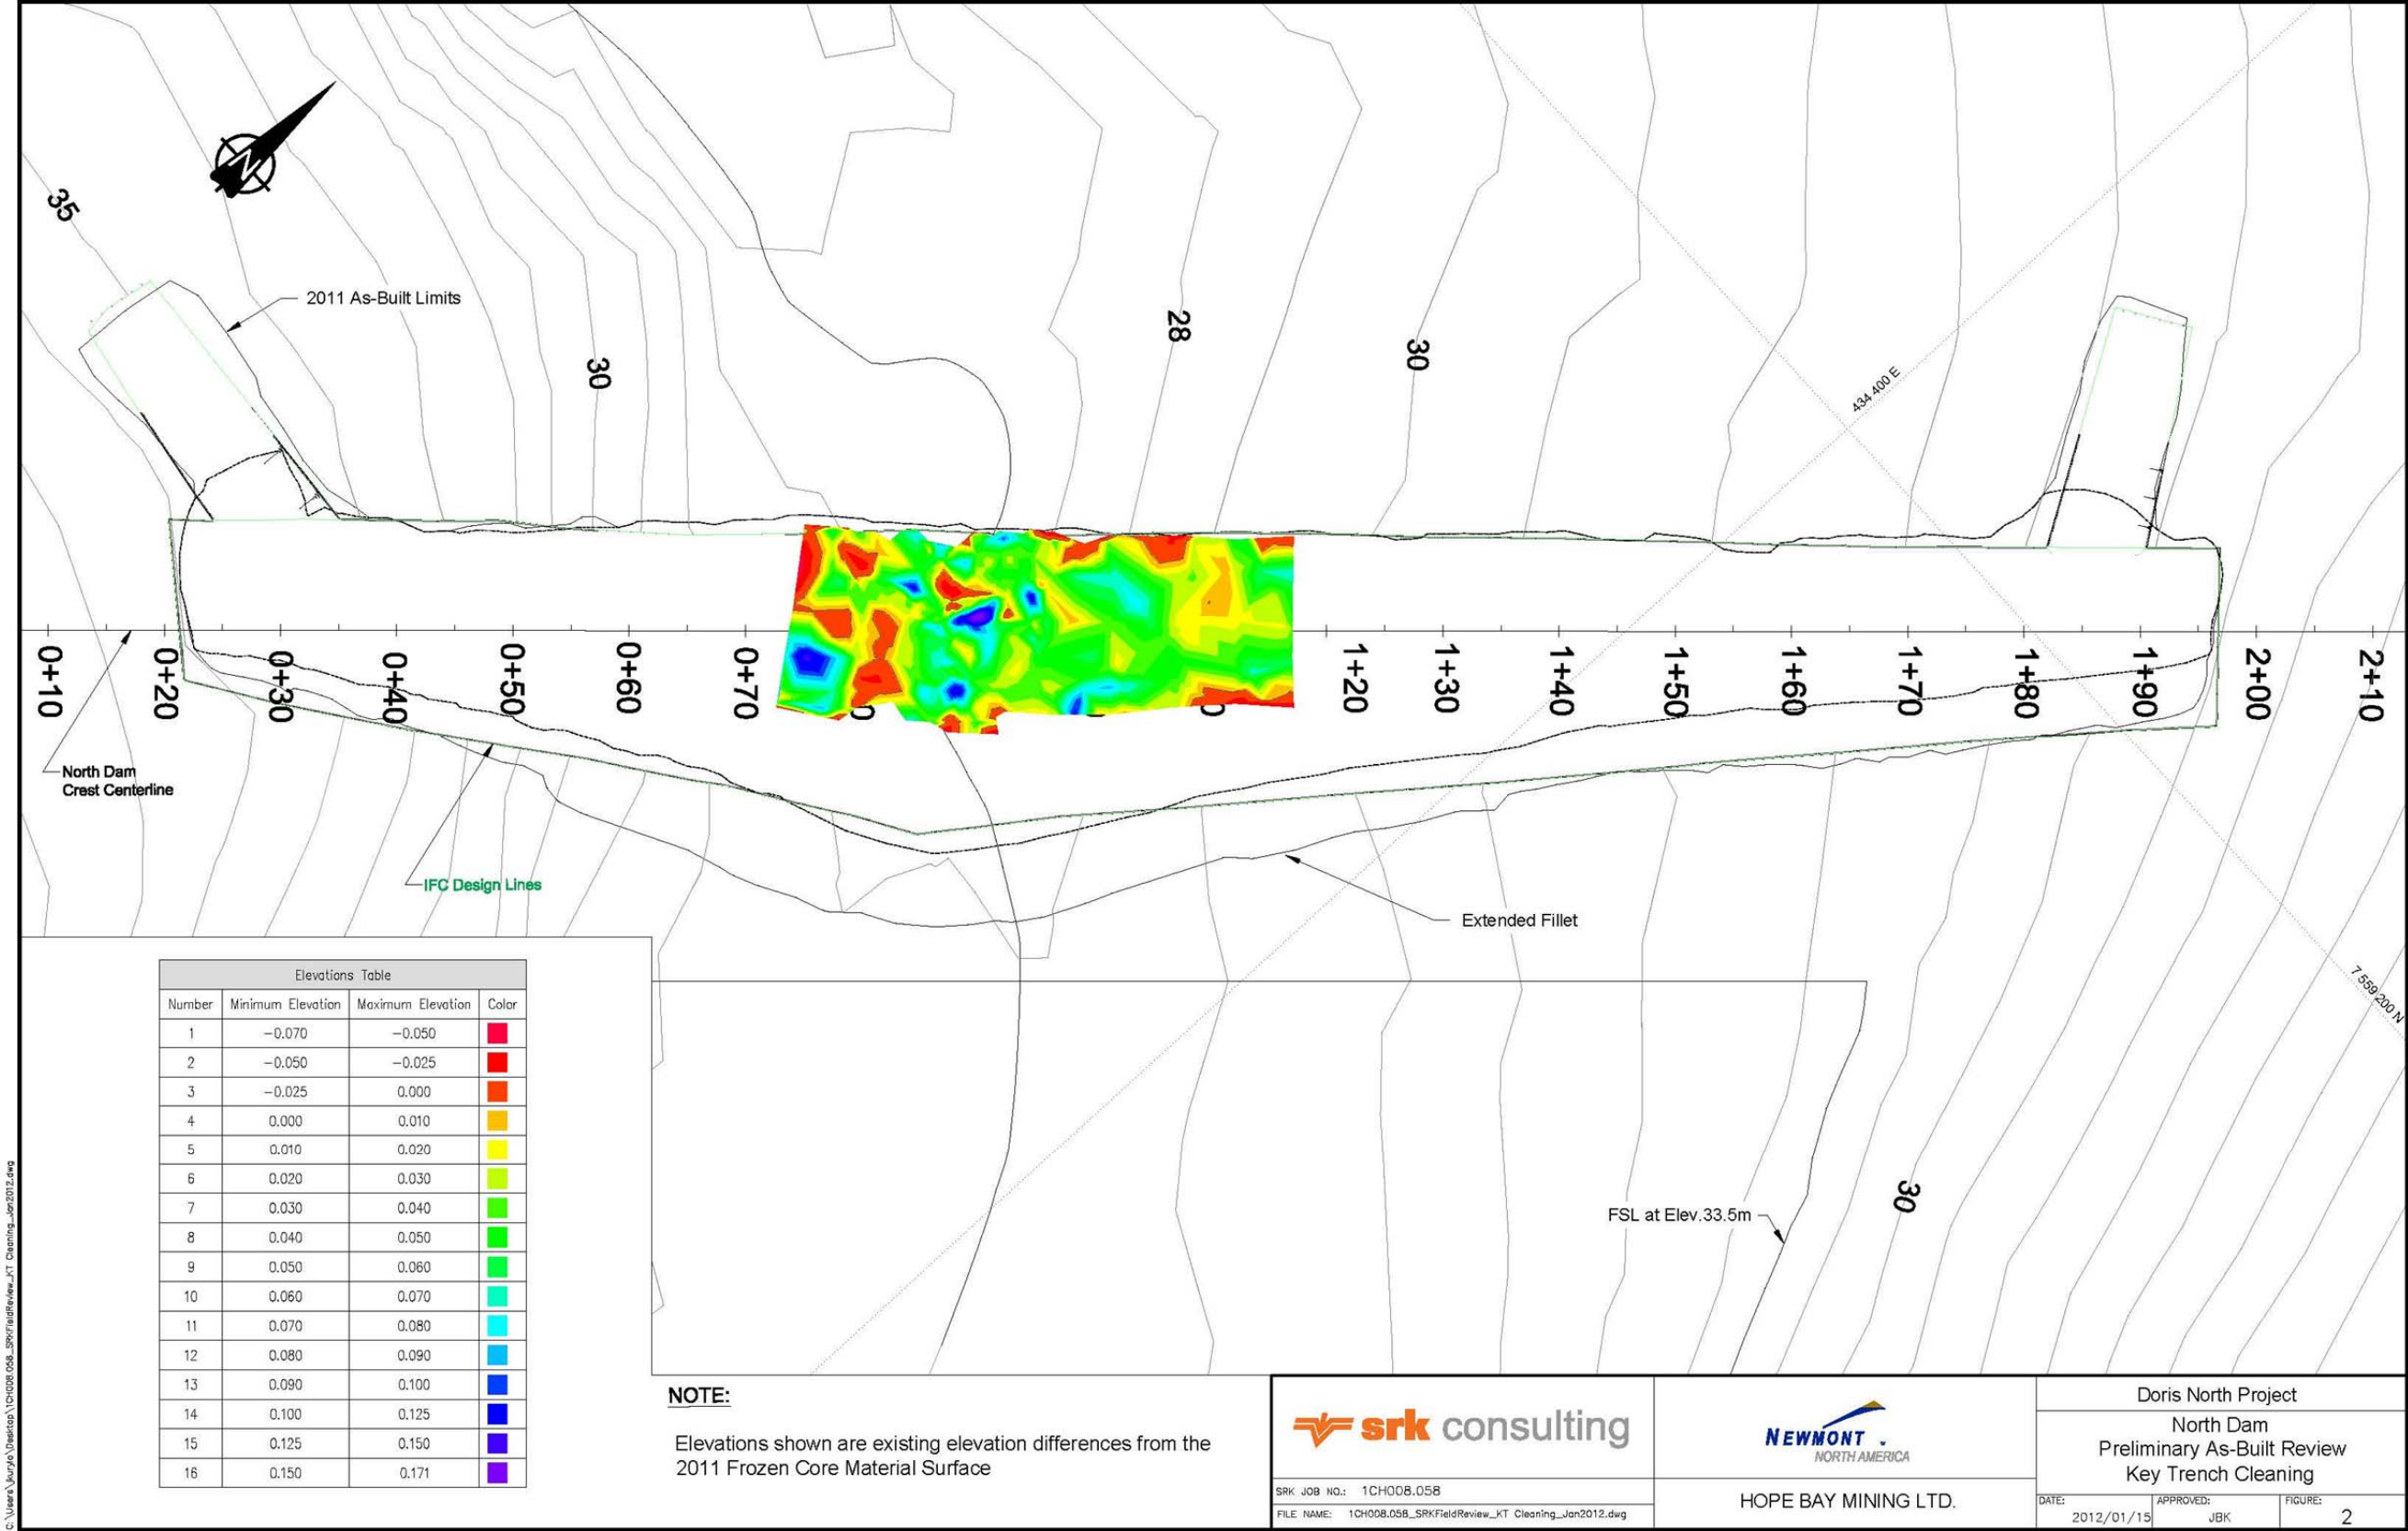 35
2011 As-Built Limits
30
28
30
434 400 E
0+10
0+20
0+30
0+40
0+50
0+60
0+70
1+20
1+30
1+40
1+50
1+60
1+70
1+80
1+90
2+00
2+10
North Dam
Crest Centerline
IFC Design Lines
Extended Fillet
7 559 200 N
30
FSL at Elev.33.5m
Elevations Table
Number Minimum Elevation Maximum Elevation Color
1 -0.070 -0.050
2 -0.050 -0.025
3 -0.025 0.000
4 0.000 0.010
5 0.010 0.020
6 0.020 0.030
7 0.030 0.040
8 0.040 0.050
9 0.050 0.060
10 0.060 0.070
11 0.070 0.080
12 0.080 0.090
13 0.090 0.100
14 0.100 0.125
15 0.125 0.150
16 0.150 0.171
NOTE:
Elevations shown are existing elevation differences from the
2011 Frozen Core Material Surface
srk consulting
SRK JOB NO.: 1CH008.058
FILE NAME: 1CH008.058_SRKFieldReview_KT Cleaning_Jan2012.dwg
NEWMONT
NORTH AMERICA
HOPE BAY MINING LTD.
Doris North Project
North Dam
Preliminary As-Built Review
Key Trench Cleaning
DATE: 2012/01/15
APPROVED: JBK
FIGURE: 2
C:\Users\jkurylo\Desktop\1CH008.058_SRKFieldReview_KT Cleaning_Jan2012.dwg
N